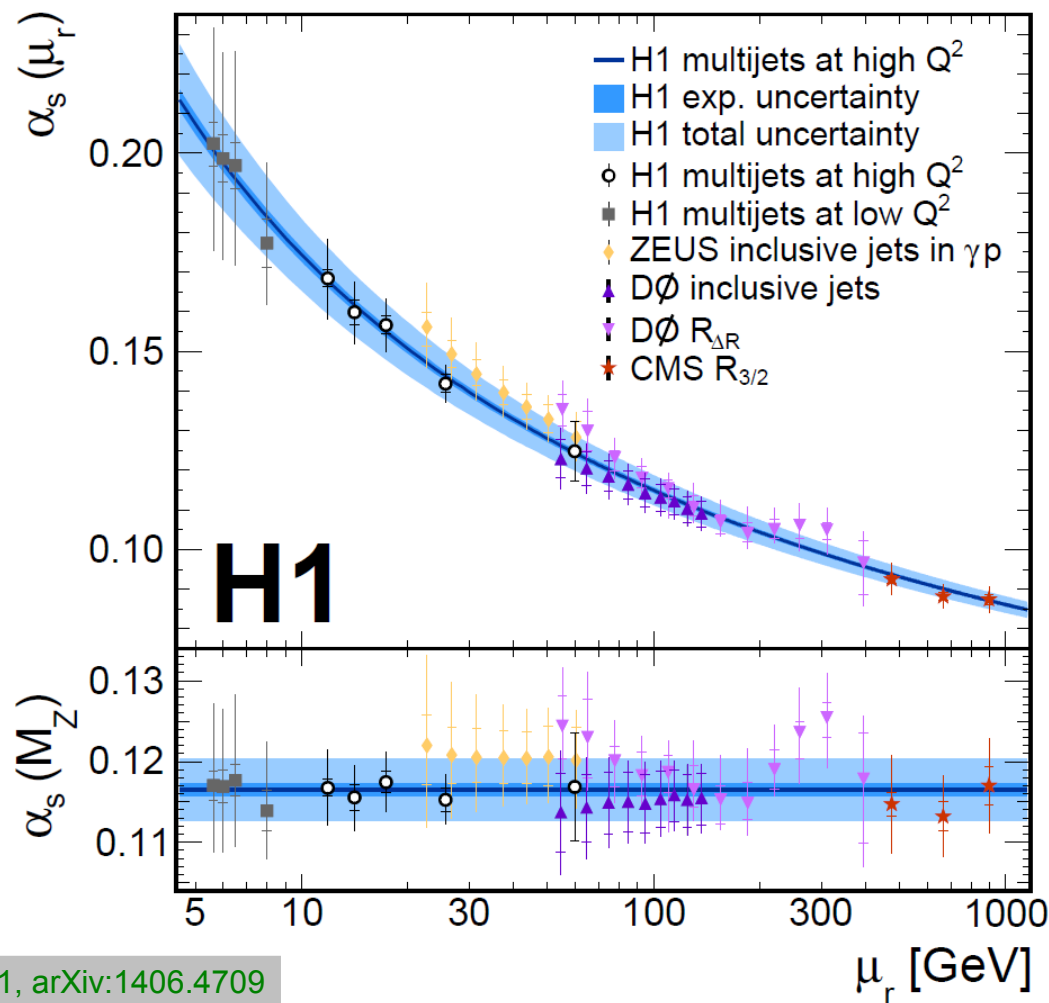 α_s (μ_r)
H1 multijets at high Q²
H1 exp. uncertainty
H1 total uncertainty
H1 multijets at high Q²
H1 multijets at low Q²
ZEUS inclusive jets in γp
DØ inclusive jets
DØ R_ΔR
CMS R_3/2
0.20
0.15
0.10
H1
α_s (M_Z)
0.13
0.12
0.11
5 10 30 100 300 1000
μ_r [GeV]
1, arXiv:1406.4709